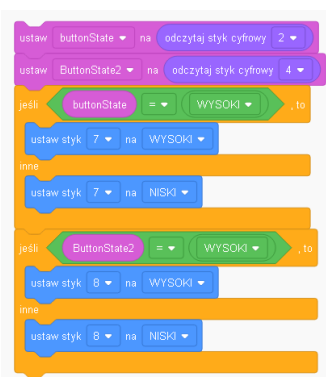 ustaw buttonState na odczytaj styk cyfrowy 2
ustaw ButtonState2 na odczytaj styk cyfrowy 4
jeśli buttonState = WYSOKI , to
ustaw styk 7 na WYSOKI
inne
ustaw styk 7 na NISKI
jeśli ButtonState2 = WYSOKI , to
ustaw styk 8 na WYSOKI
inne
ustaw styk 8 na NISKI